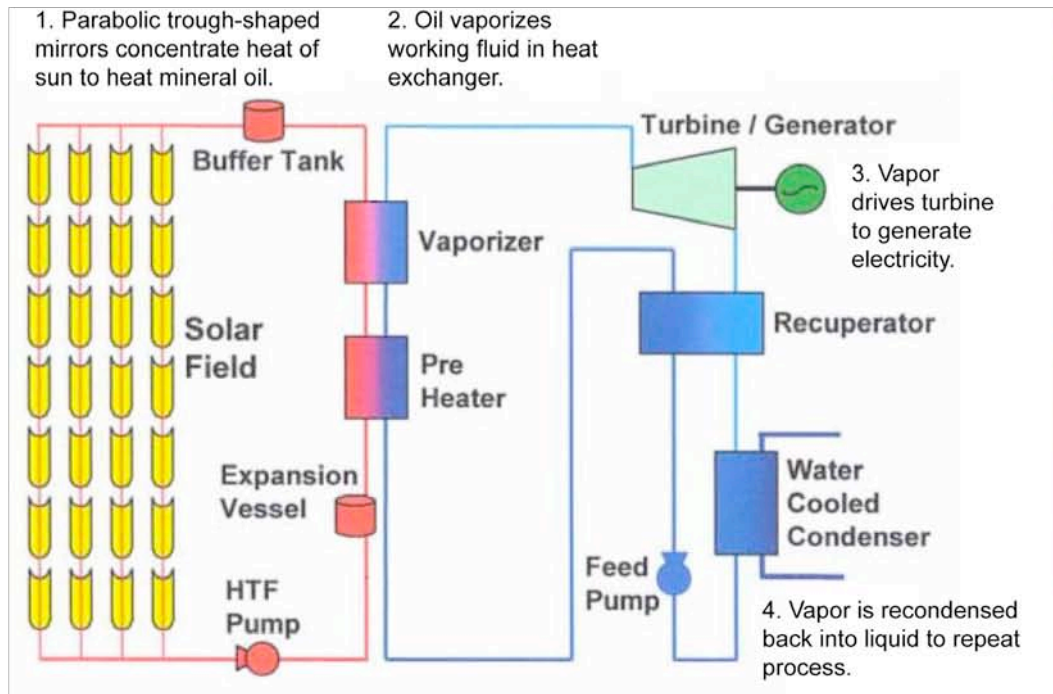 1. Parabolic trough-shaped
mirrors concentrate heat of
sun to heat mineral oil.
2. Oil vaporizes
working fluid in heat
exchanger.
Buffer Tank
Turbine / Generator
3. Vapor
drives turbine
to generate
electricity.
Vaporizer
Solar
Field
Recuperator
Pre
Heater
Expansion
Vessel
Water
Cooled
Condenser
Feed
Pump
HTF
Pump
4. Vapor is recondensed
back into liquid to repeat
process.